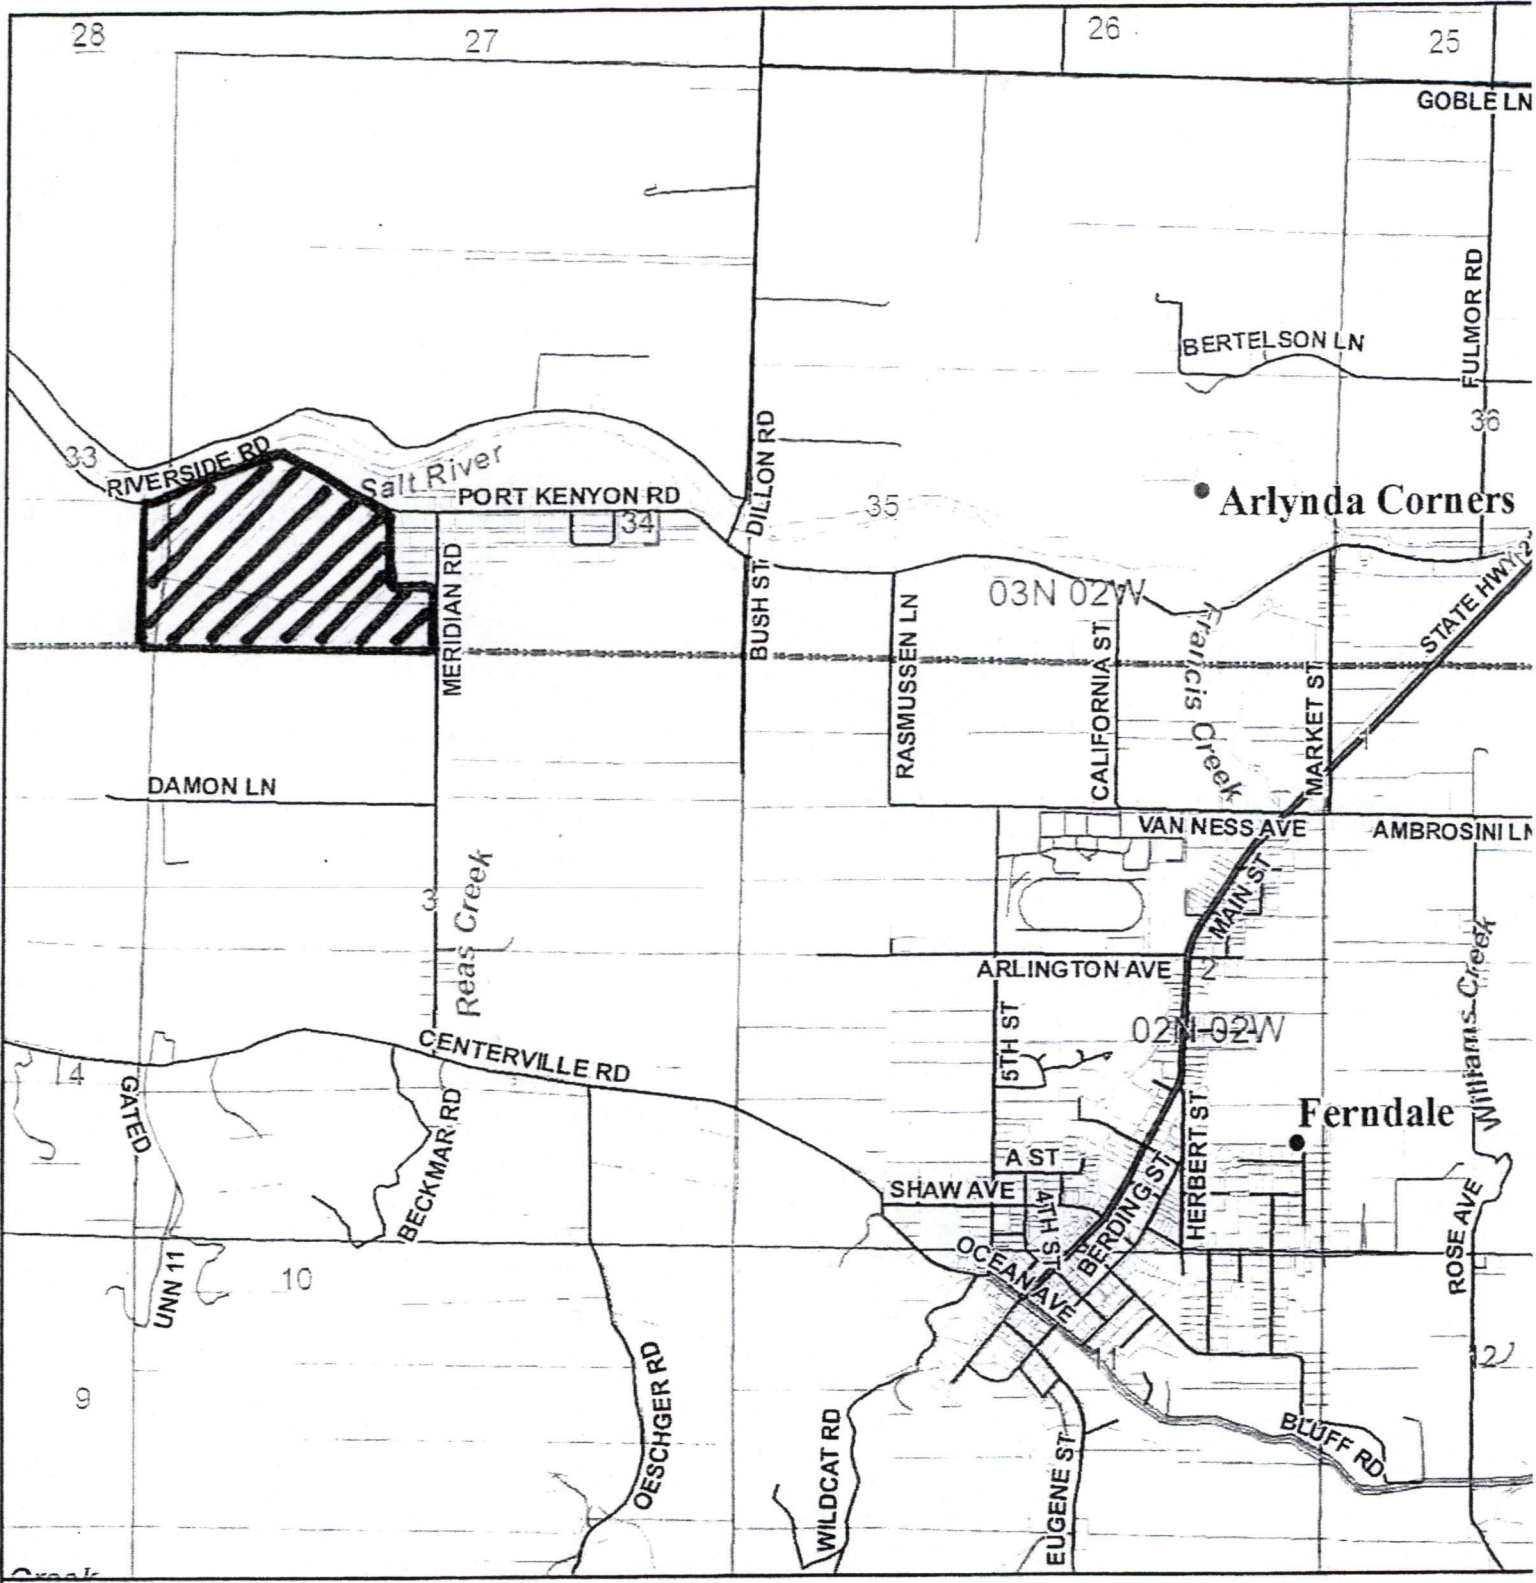 28
27
26
25
GOBLE LN
FULMOR RD
BERTELSON LN
36
33
RIVERSIDE RD
Salt River
PORT KENYON RD
34
DILLON RD
35
Arlynda Corners
MERIDIAN RD
BUSH ST
03N 02W
RASMUSSEN LN
CALIFORNIA ST
Francis Creek
MARKET ST
STATE HWY
1
DAMON LN
VAN NESS AVE
AMBROSINI LN
3
Reas Creek
MAIN ST
ARLINGTON AVE
2
Williams Creek
5TH ST
02N 02W
CENTERVILLE RD
4
GATED
BECKMAR RD
HERBERT ST
Ferndale
A ST
SHAW AVE
4TH ST
BERDING ST
ROSE AVE
OCEAN AVE
UNN 11
10
OESCHGER RD
11
9
WILDCAT RD
EUGENE ST
BLUFF RD